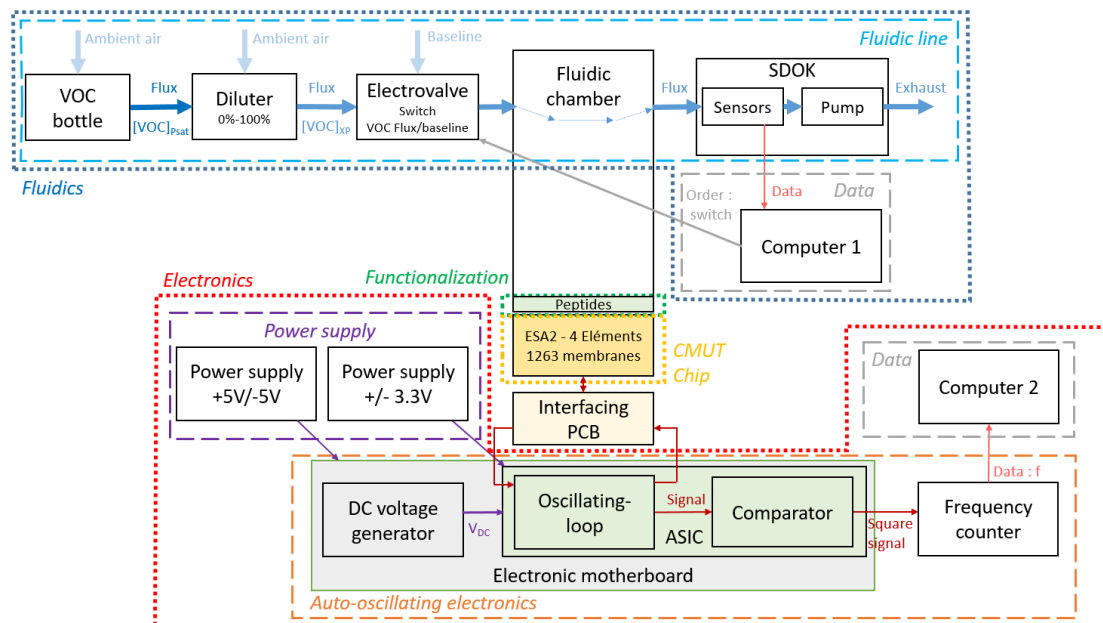 Ambient air
Ambient air
Baseline
Fluidic line
VOC
bottle
Flux
[VOC]Psat
Diluter
0%-100%
Flux
[VOC]XP
Electrovalve
Switch
VOC Flux/baseline
Fluidic
chamber
Flux
SDOK
Sensors
Pump
Exhaust
Fluidics
Order :
switch
Data
Data
Computer 1
Electronics
Functionalization
Peptides
Power supply
Power supply
+5V/-5V
Power supply
+/- 3.3V
ESA2 - 4 Eléments
1263 membranes
CMUT
Chip
Interfacing
PCB
Data
Computer 2
Data : f
DC voltage
generator
VDC
Oscillating-
loop
Signal
ASIC
Comparator
Square
signal
Frequency
counter
Electronic motherboard
Auto-oscillating electronics